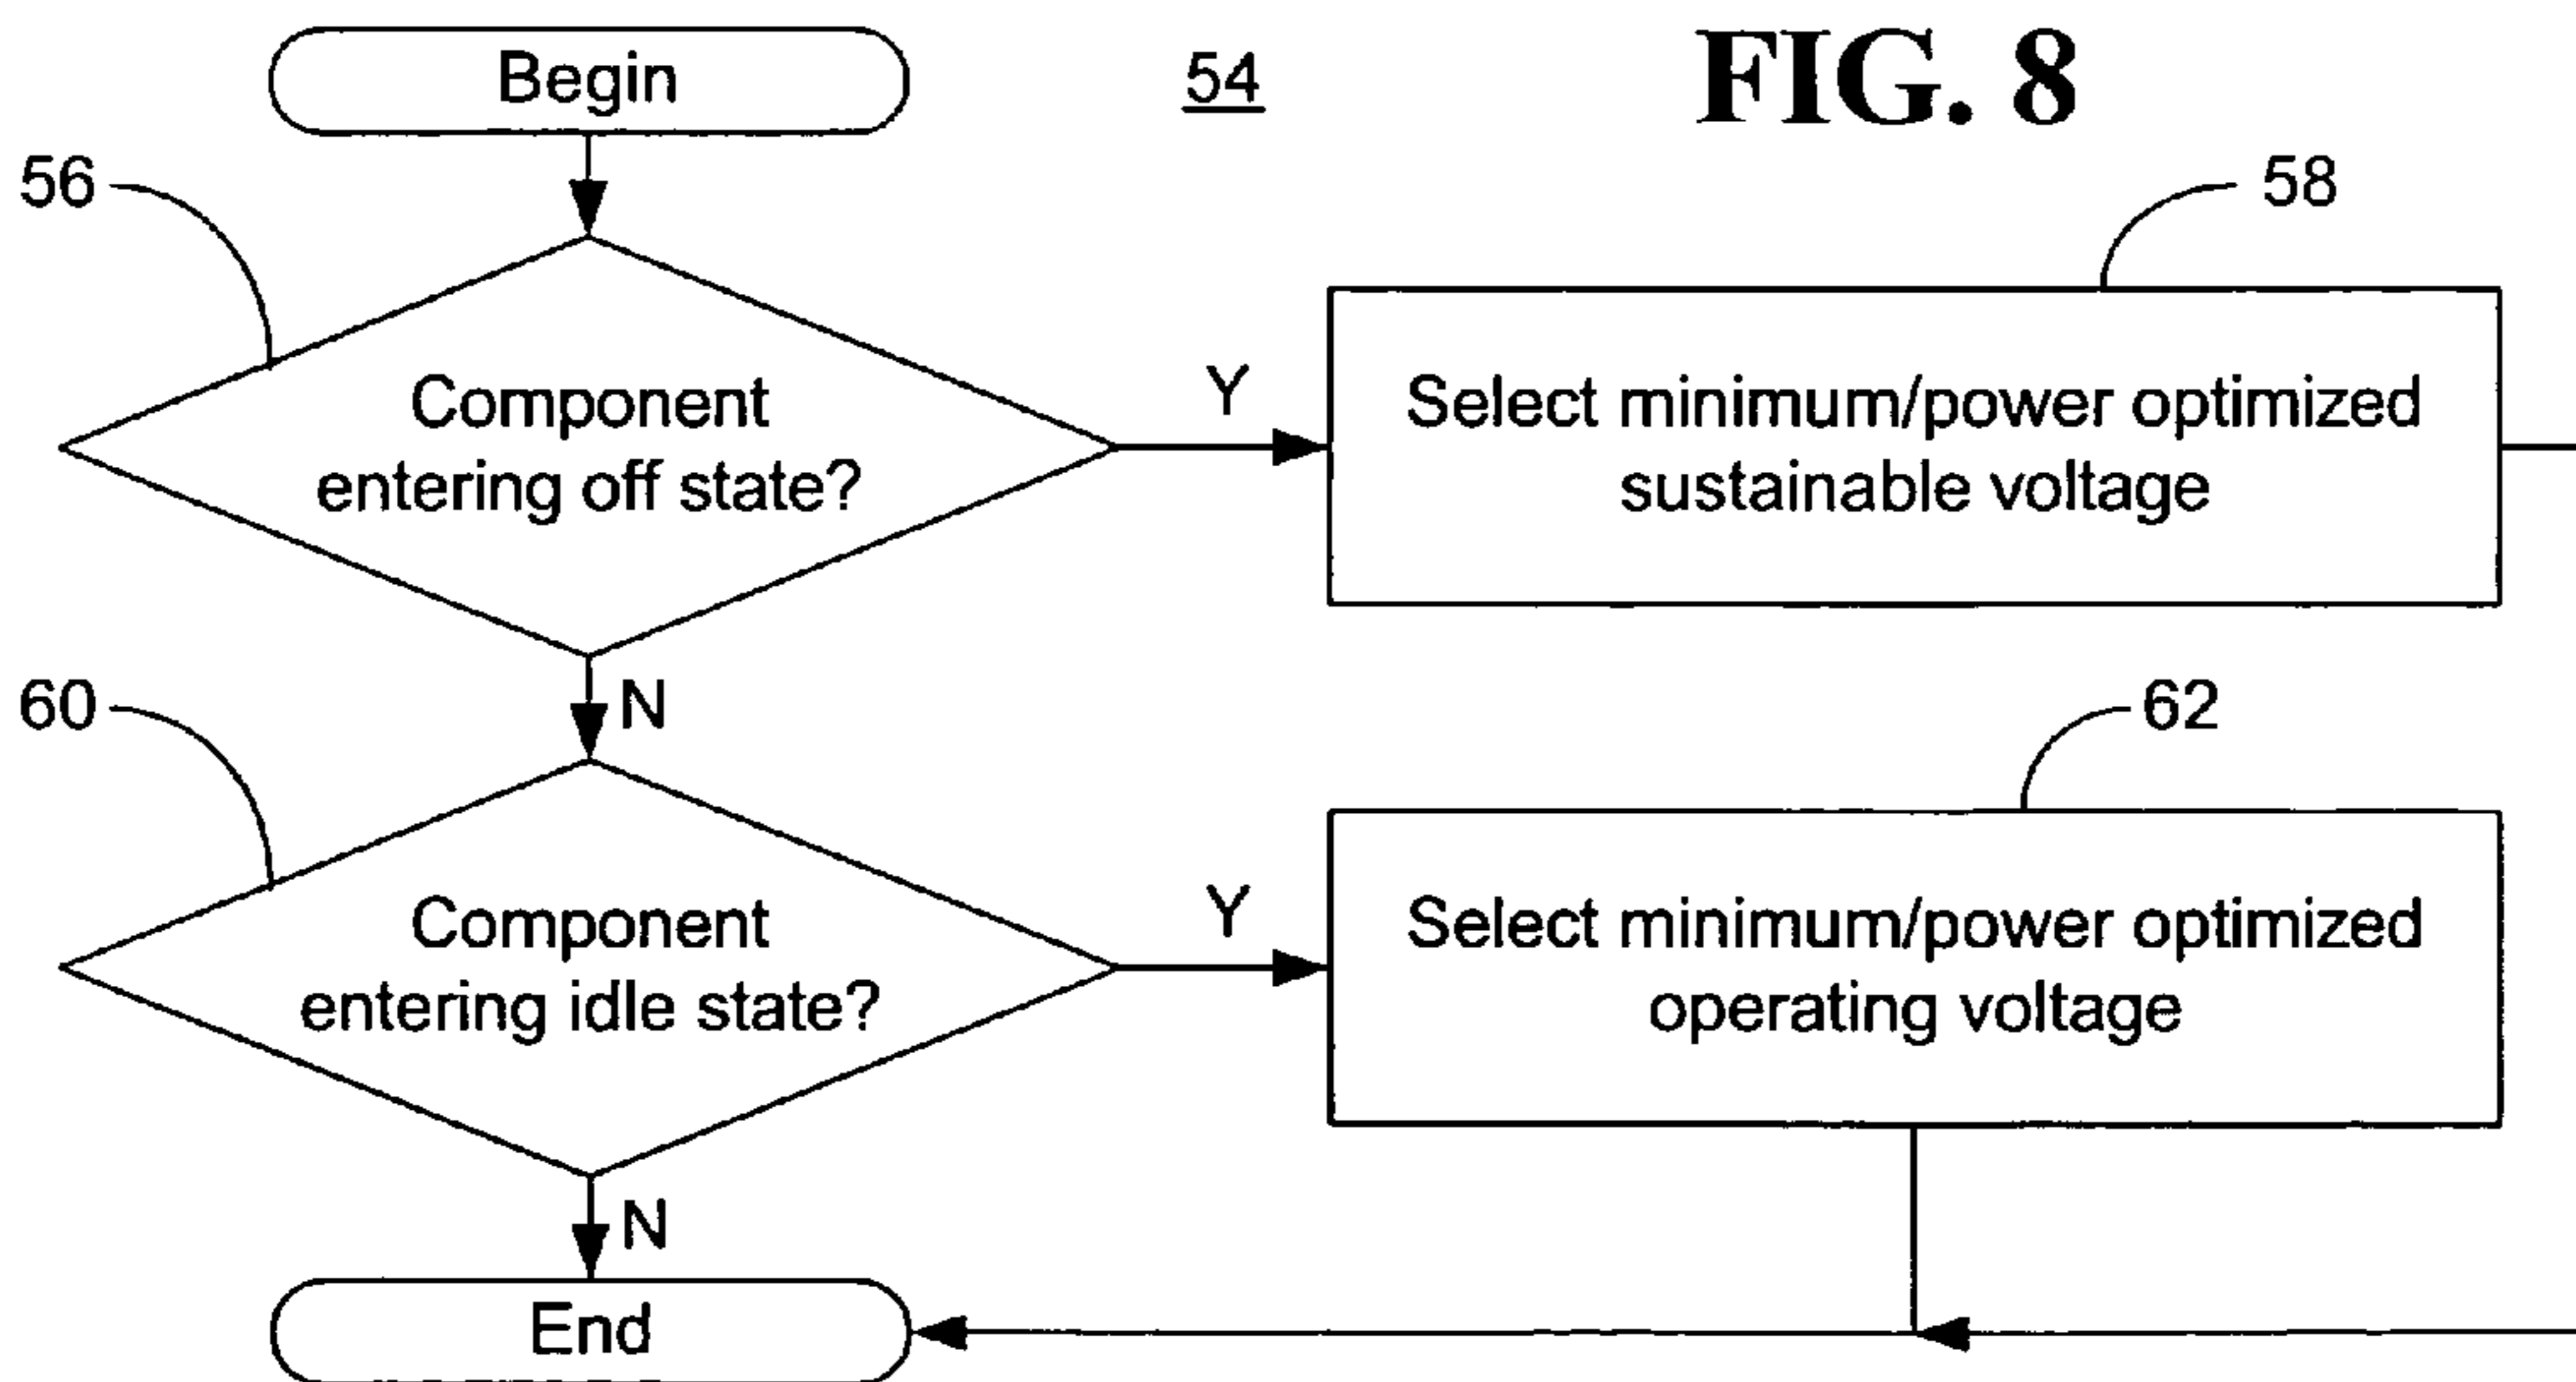 Begin
54
FIG. 8
56
58
Component
entering off state?
Y
Select minimum/power optimized
sustainable voltage
N
60
62
Component
entering idle state?
Y
Select minimum/power optimized
operating voltage
N
End